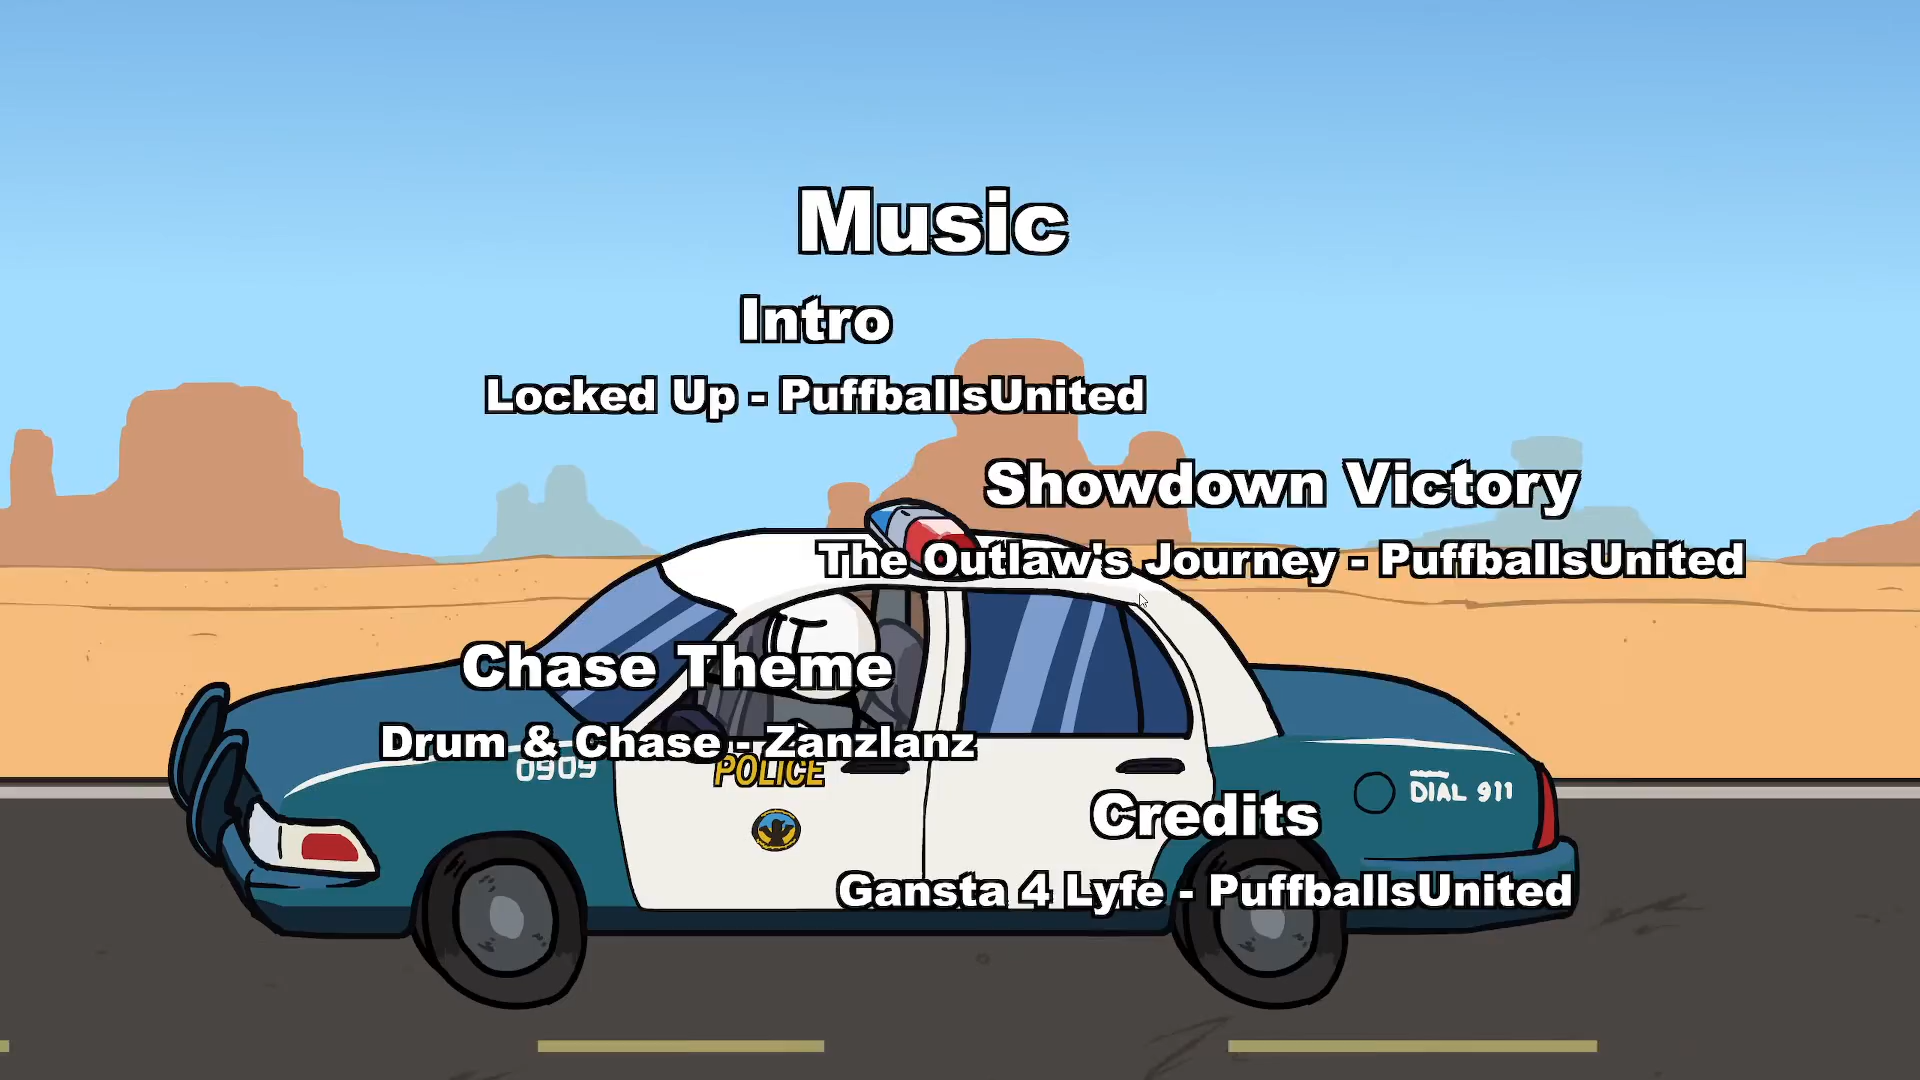 Music
Intro
Locked Up - PuffballsUnited
Showdown Victory
The Outlaw's Journey - PuffballsUnited
Chase Theme
Drum & Chase - Zanzlanz
0909
POLICE
DIAL 911
Credits
Gansta 4 Lyfe - PuffballsUnited